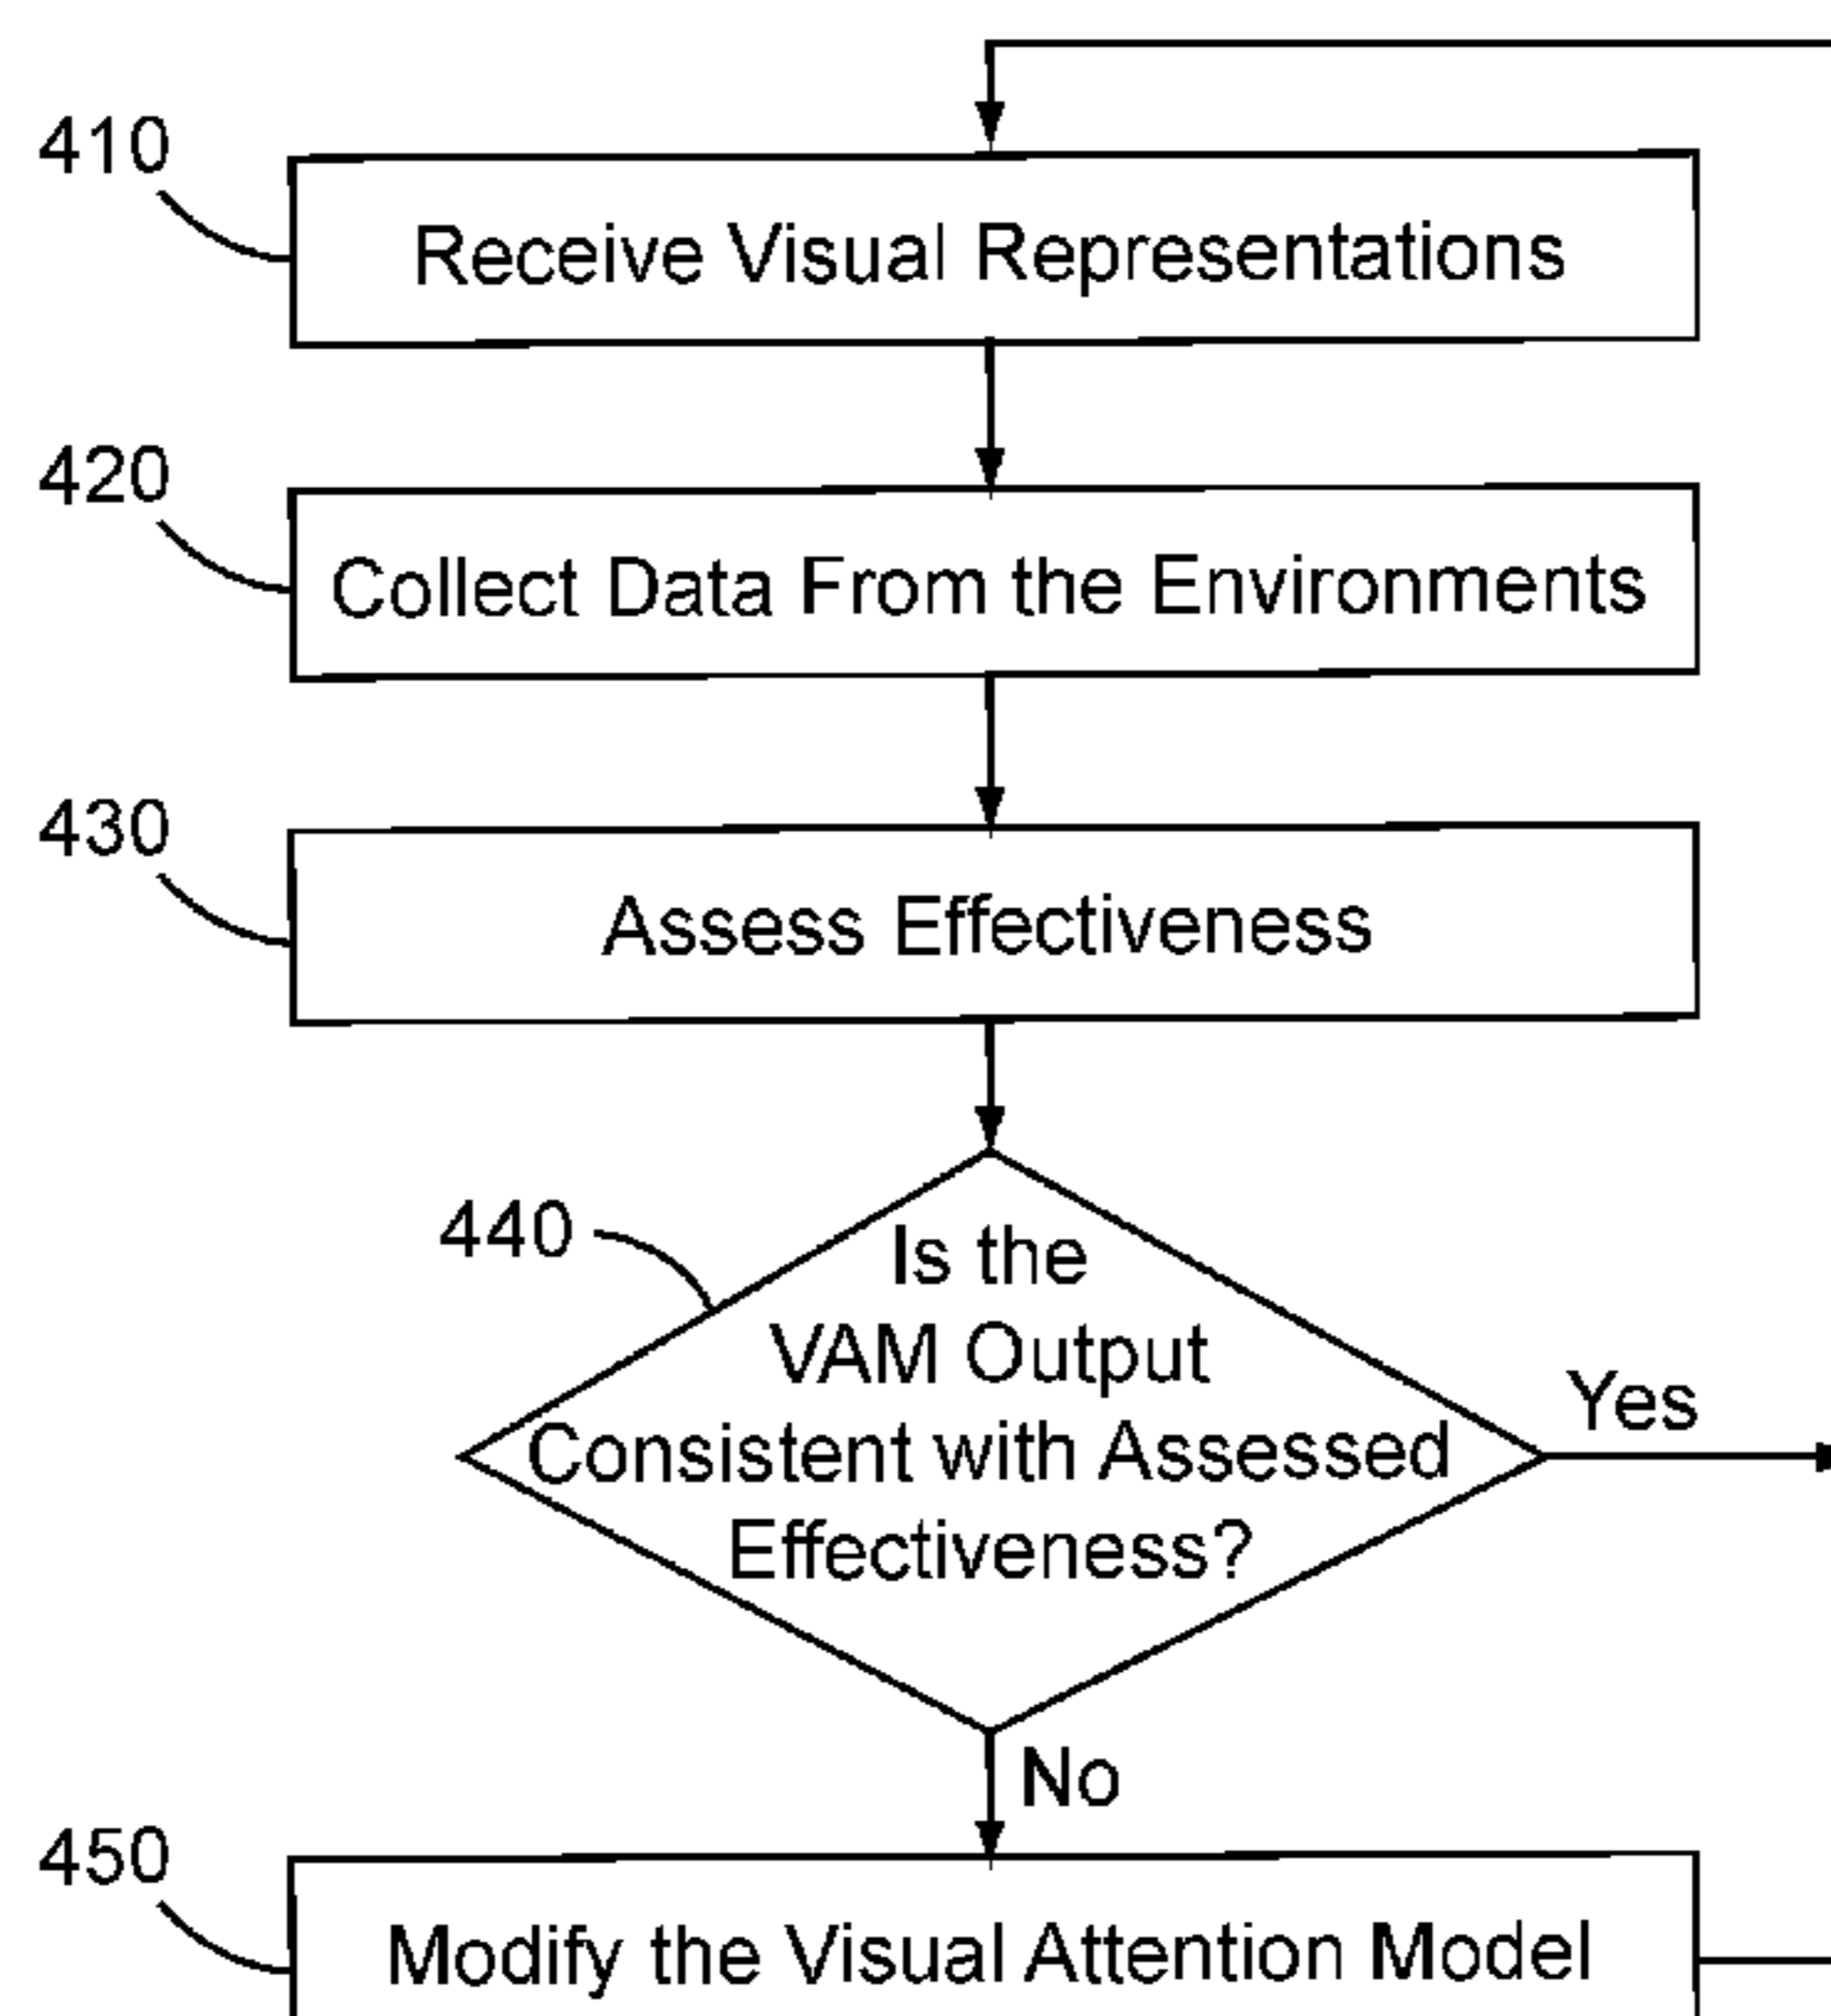 410
Receive Visual Representations
420
Collect Data From the Environments
430
Assess Effectiveness
440
Is the
VAM Output
Consistent with Assessed
Effectiveness?
Yes
No
450
Modify the Visual Attention Model